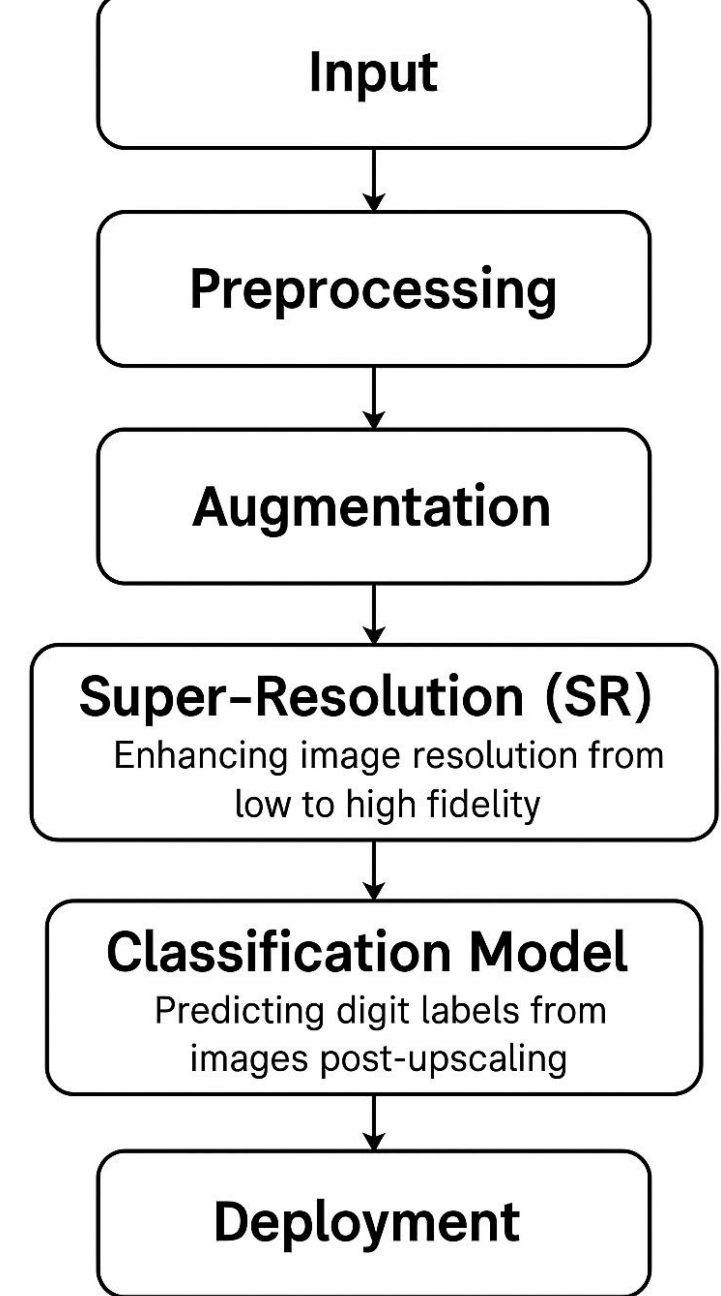 Input
Preprocessing
Augmentation
Super-Resolution (SR)
Enhancing image resolution from
low to high fidelity
Classification Model
Predicting digit labels from
images post-upscaling
Deployment